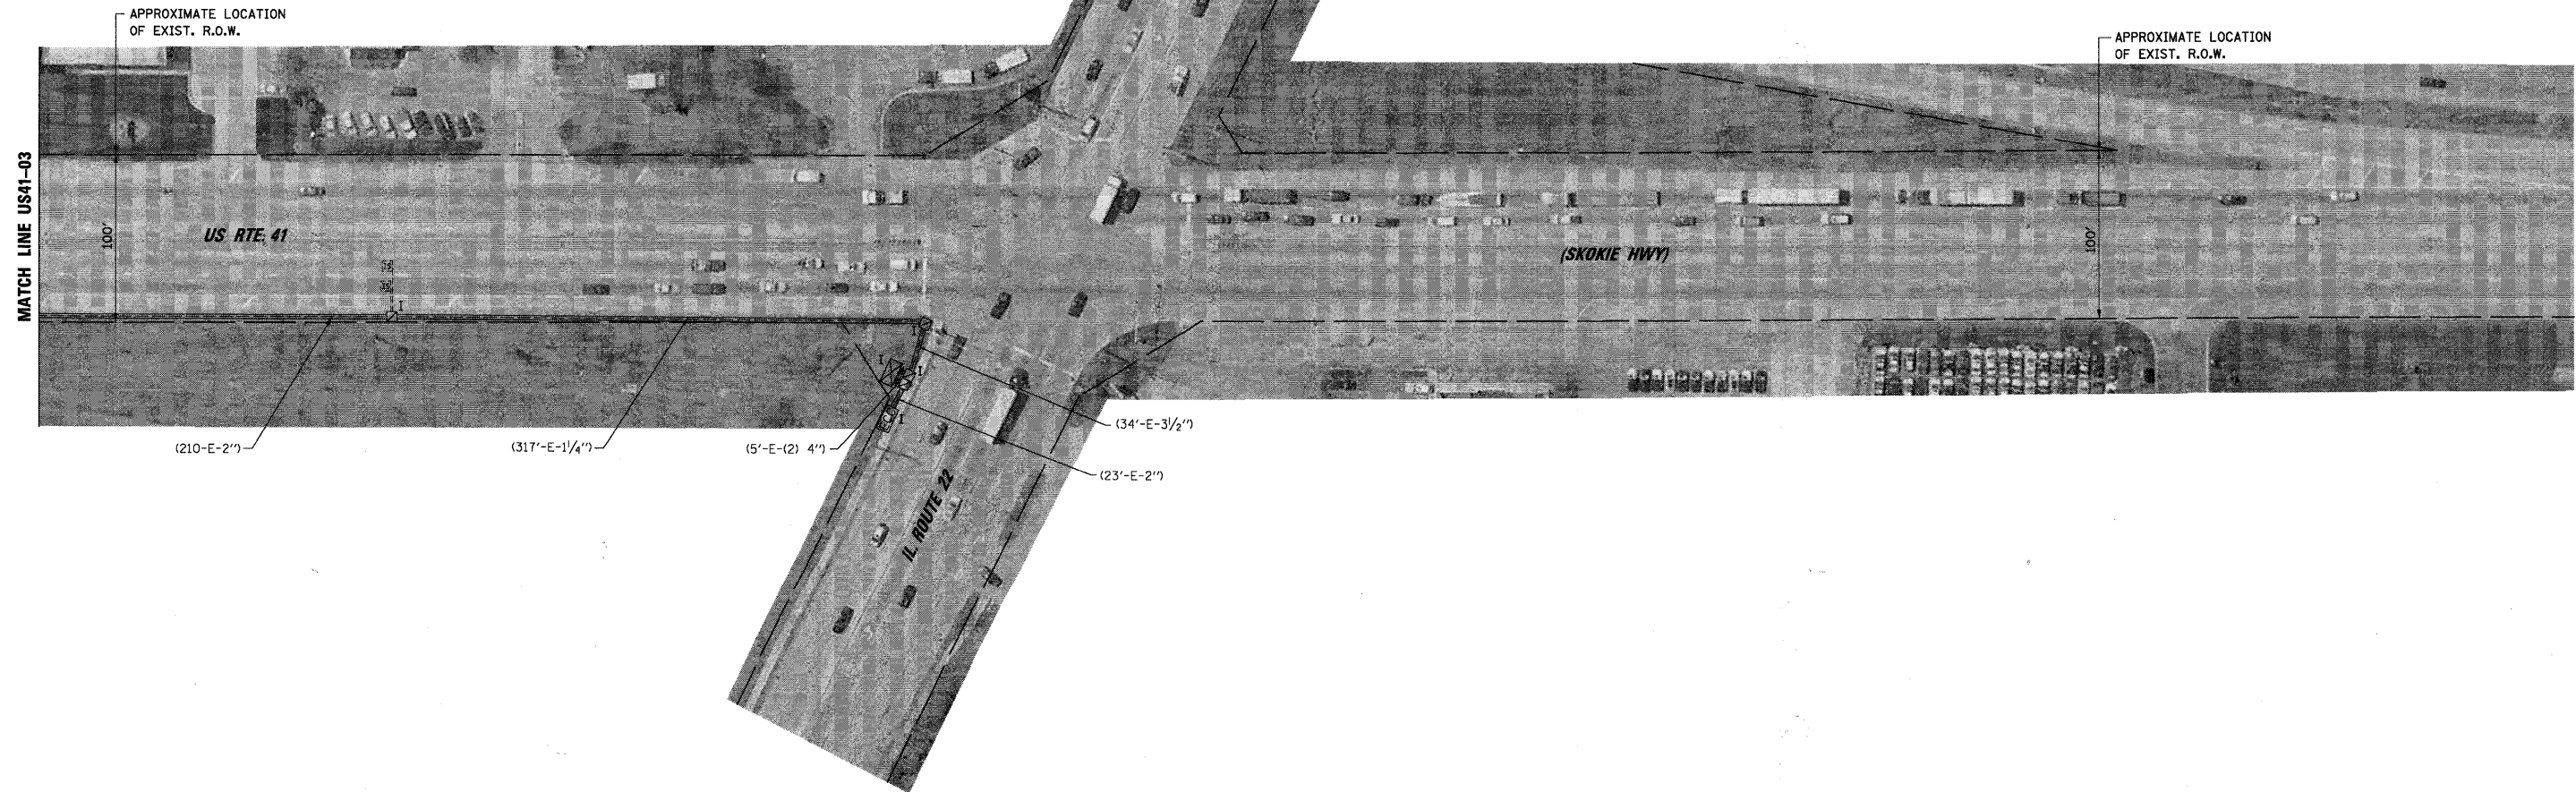 APPROXIMATE LOCATION
OF EXIST. R.O.W.
APPROXIMATE LOCATION
OF EXIST. R.O.W.
MATCH LINE US41-03
100'
US RTE. 41
(SKOKIE HWY)
100'
I
I
I
I
I
EC
(210-E-2")
(317'-E-1¼")
(5'-E-(2) 4")
(34'-E-3½")
(23'-E-2")
IL ROUTE 22